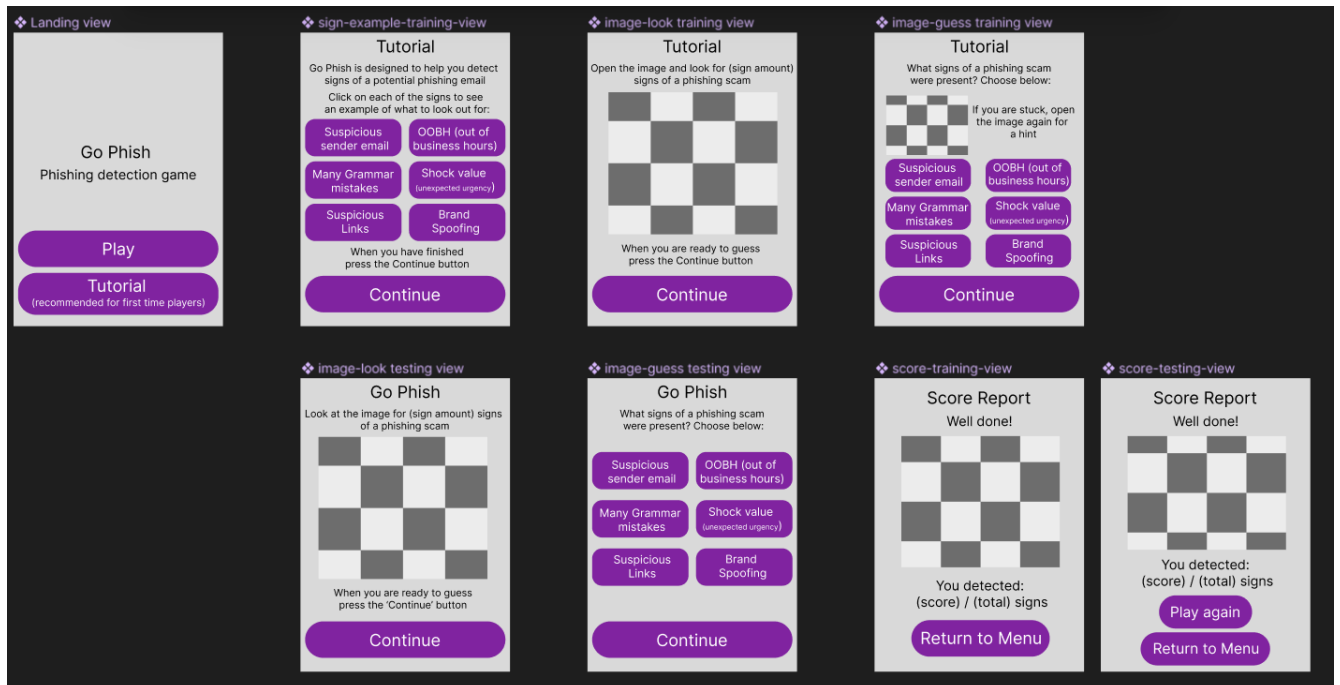 Landing view
Go Phish
Phishing detection game
Play
Tutorial
(recommended for first time players)
sign-example-training-view
Tutorial
Go Phish is designed to help you detect
signs of a potential phishing email
Click on each of the signs to see
an example of what to look out for:
Suspicious
sender email
OOBH (out of
business hours)
Many Grammar
mistakes
Shock value
(unexpected urgency)
Suspicious
Links
Brand
Spoofing
When you have finished
press the Continue button
Continue
image-look training view
Tutorial
Open the image and look for (sign amount)
signs of a phishing scam
When you are ready to guess
press the Continue button
Continue
image-guess training view
Tutorial
What signs of a phishing scam
were present? Choose below:
If you are stuck, open
the image again for
a hint
Suspicious
sender email
OOBH (out of
business hours)
Many Grammar
mistakes
Shock value
(unexpected urgency)
Suspicious
Links
Brand
Spoofing
Continue
image-look testing view
Go Phish
Look at the image for (sign amount) signs
of a phishing scam
When you are ready to guess
press the ‘Continue’ button
Continue
image-guess testing view
Go Phish
What signs of a phishing scam
were present? Choose below:
Suspicious
sender email
OOBH (out of
business hours)
Many Grammar
mistakes
Shock value
(unexpected urgency)
Suspicious
Links
Brand
Spoofing
Continue
score-training-view
Score Report
Well done!
You detected:
(score) / (total) signs
Return to Menu
score-testing-view
Score Report
Well done!
You detected:
(score) / (total) signs
Play again
Return to Menu